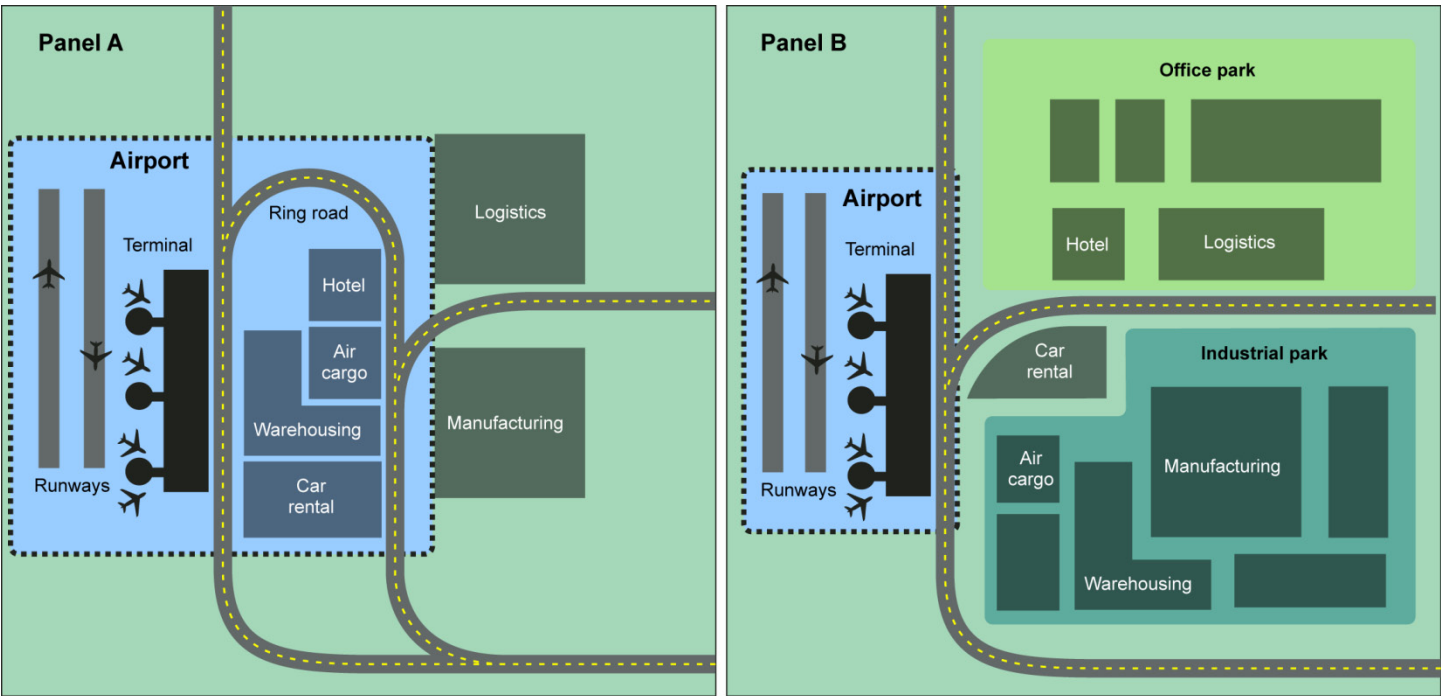 Panel A
Airport
Ring road
Logistics
Terminal
Hotel
Air
cargo
Manufacturing
Warehousing
Runways
Car
rental
Panel B
Office park
Airport
Hotel
Logistics
Terminal
Car
rental
Industrial park
Air
cargo
Manufacturing
Runways
Warehousing